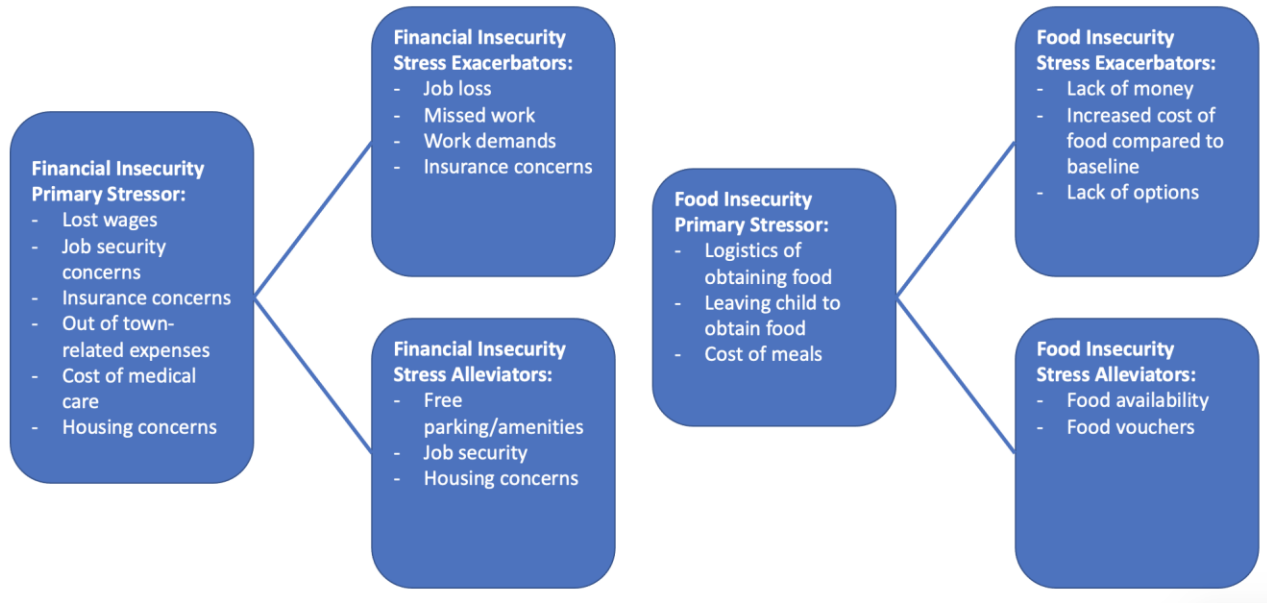 Financial Insecurity
Primary Stressor:
- Lost wages
- Job security
concerns
- Insurance concerns
- Out of town-
related expenses
- Cost of medical
care
- Housing concerns
Financial Insecurity
Stress Exacerbators:
- Job loss
- Missed work
- Work demands
- Insurance concerns
Financial Insecurity
Stress Alleviators:
- Free
parking/amenities
- Job security
- Housing concerns
Food Insecurity
Primary Stressor:
- Logistics of
obtaining food
- Leaving child to
obtain food
- Cost of meals
Food Insecurity
Stress Exacerbators:
- Lack of money
- Increased cost of
food compared to
baseline
- Lack of options
Food Insecurity
Stress Alleviators:
- Food availability
- Food vouchers